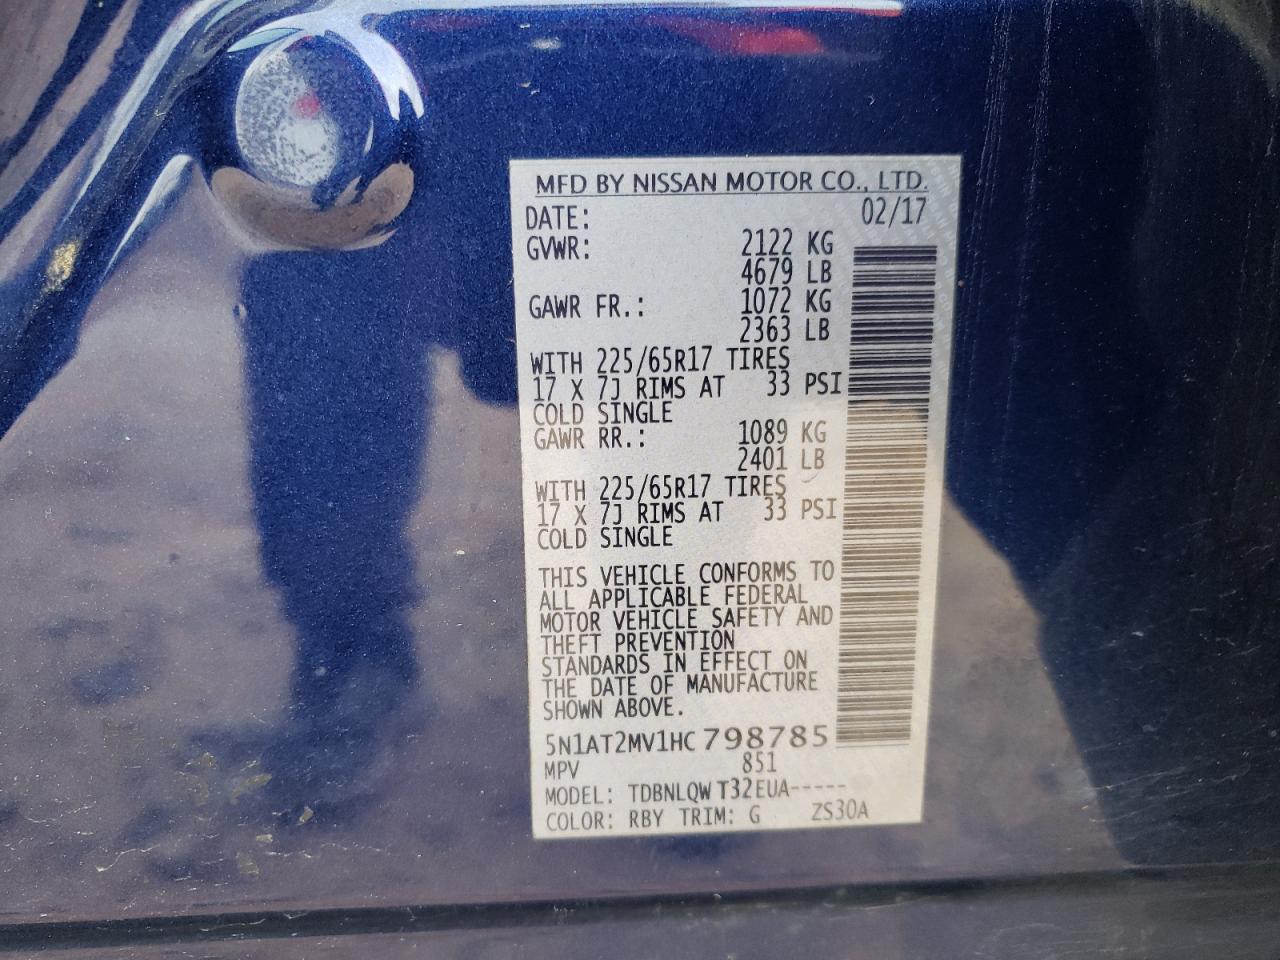 MFD BY NISSAN MOTOR CO., LTD.
DATE: 02/17
GVWR: 2122 KG
4679 LB
GAWR FR.: 1072 KG
2363 LB
WITH 225/65R17 TIRES
17 X 7J RIMS AT 33 PSI
COLD SINGLE
GAWR RR.: 1089 KG
2401 LB
WITH 225/65R17 TIRES
17 X 7J RIMS AT 33 PSI
COLD SINGLE
THIS VEHICLE CONFORMS TO
ALL APPLICABLE FEDERAL
MOTOR VEHICLE SAFETY AND
THEFT PREVENTION
STANDARDS IN EFFECT ON
THE DATE OF MANUFACTURE
SHOWN ABOVE.
5N1AT2MV1HC798785
MPV 851
MODEL: TDBNLQW T32EUA-----
COLOR: RBY TRIM: G ZS30A